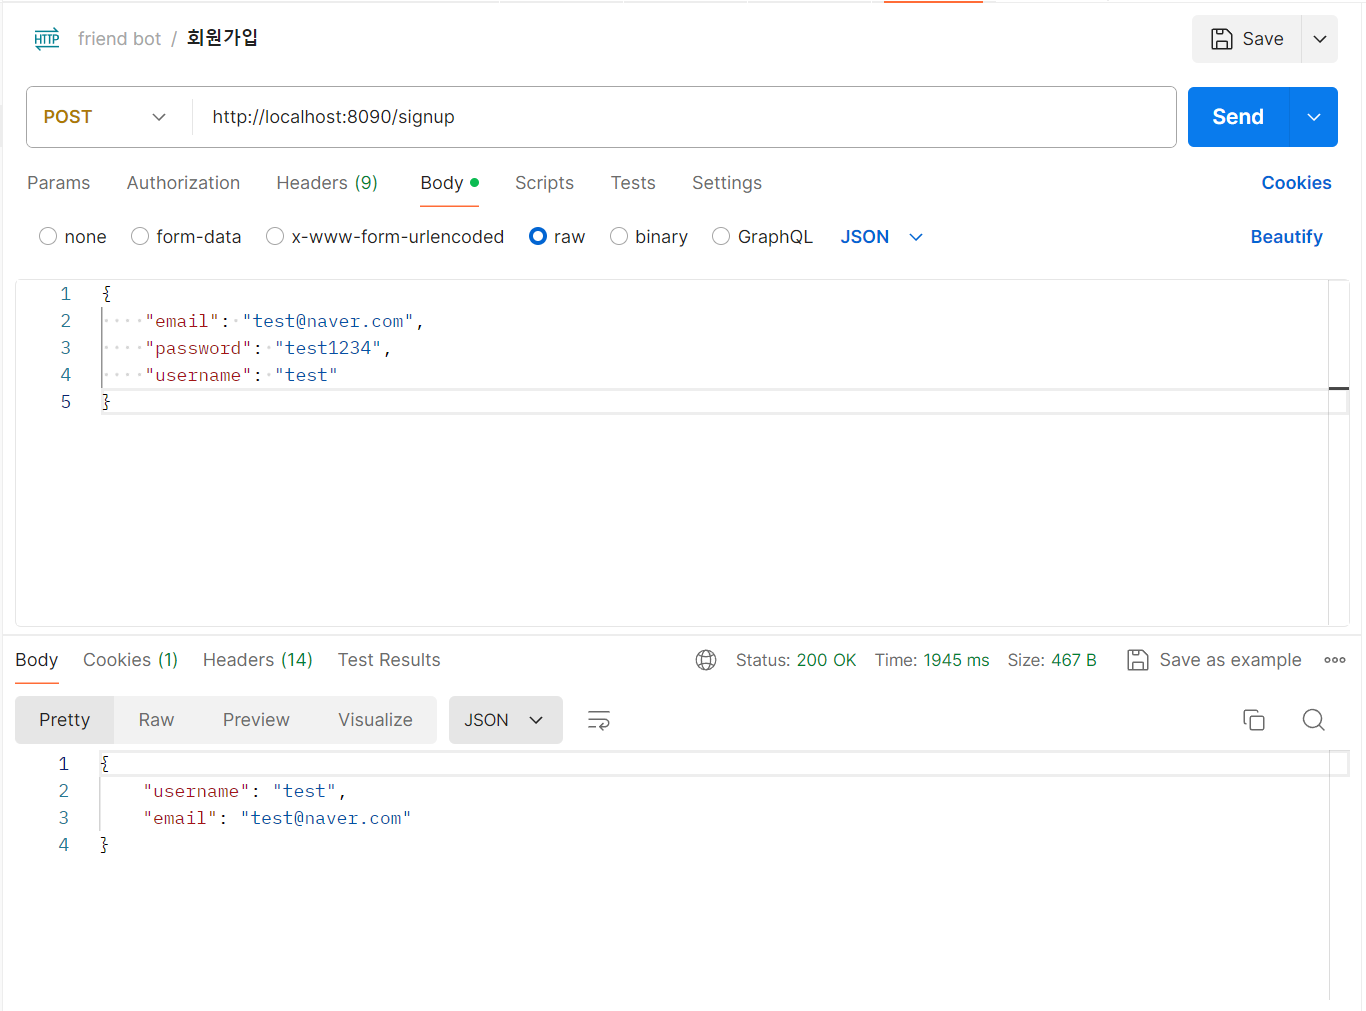 HTTP friend bot / 회원가입 Save
POST http://localhost:8090/signup Send
Params Authorization Headers (9) Body Scripts Tests Settings Cookies
none form-data x-www-form-urlencoded raw binary GraphQL JSON Beautify
1 {
2 "email": "test@naver.com",
3 "password": "test1234",
4 "username": "test"
5 }
Body Cookies (1) Headers (14) Test Results Status: 200 OK Time: 1945 ms Size: 467 B Save as example
Pretty Raw Preview Visualize JSON
1 {
2 "username": "test",
3 "email": "test@naver.com"
4 }